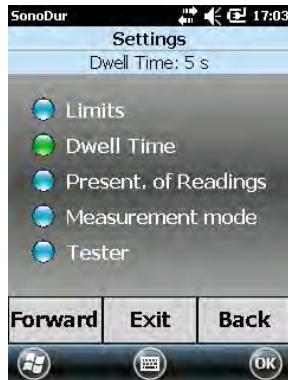 SonoDur 17:03
Settings
Dwell Time: 5 s
Limits
Dwell Time
Present. of Readings
Measurement mode
Tester
Forward Exit Back
OK